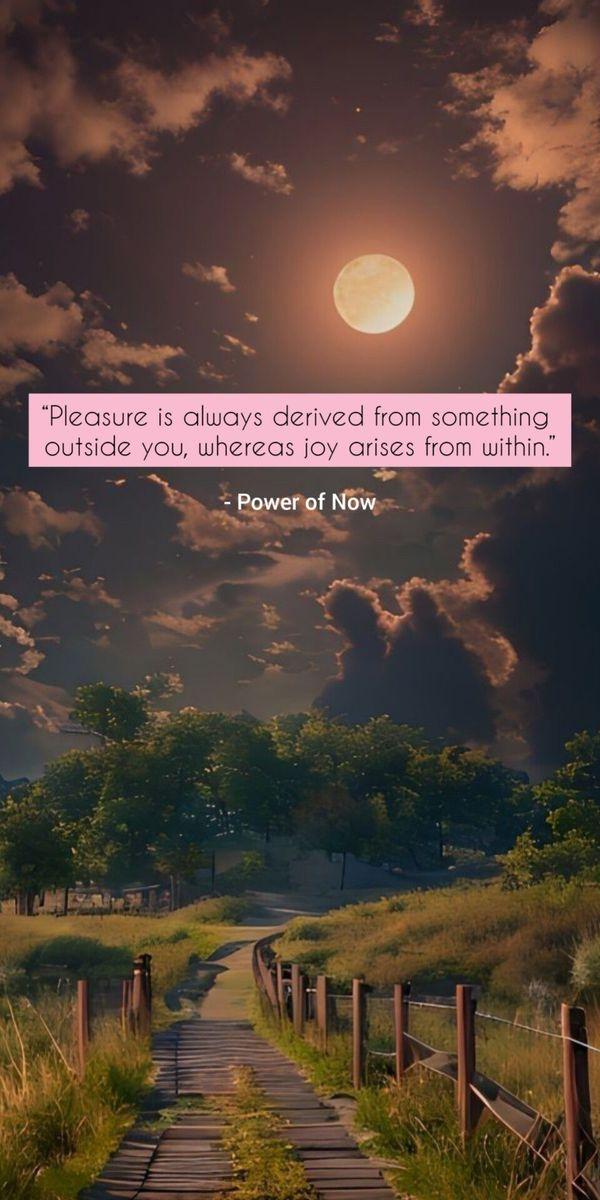 “Pleasure is always derived from something
outside you, whereas joy arises from within.”
- Power of Now